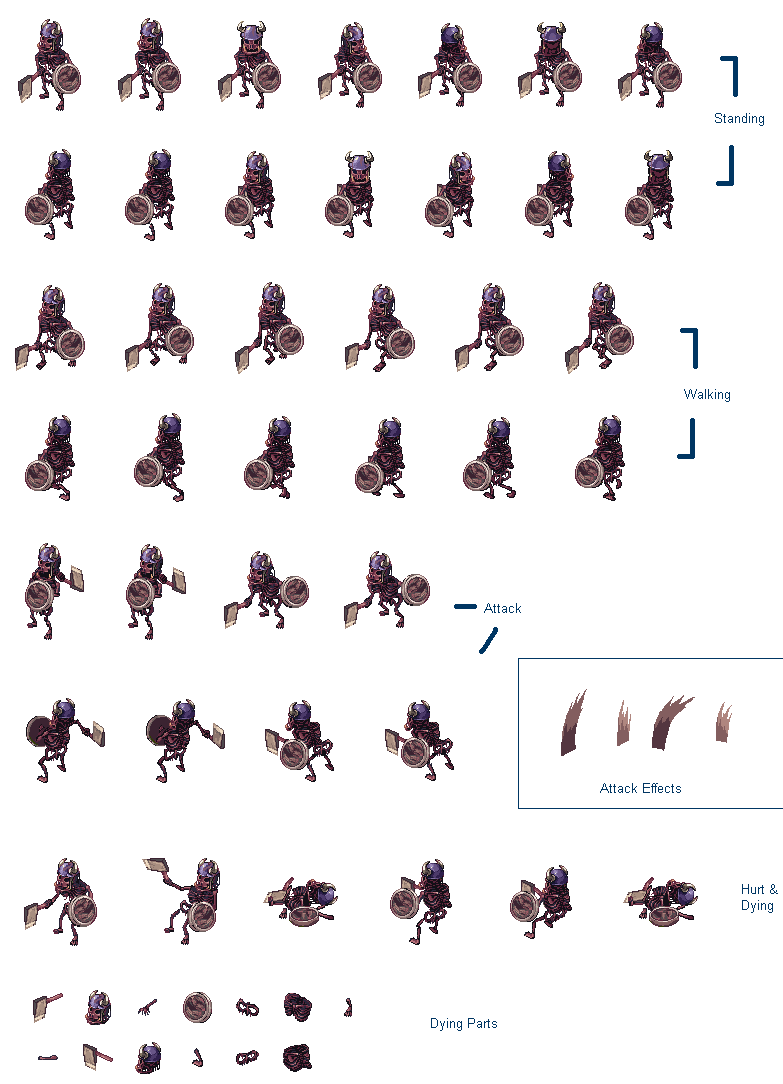 Standing
Walking
Attack
Attack Effects
Hurt &
Dying
Dying Parts